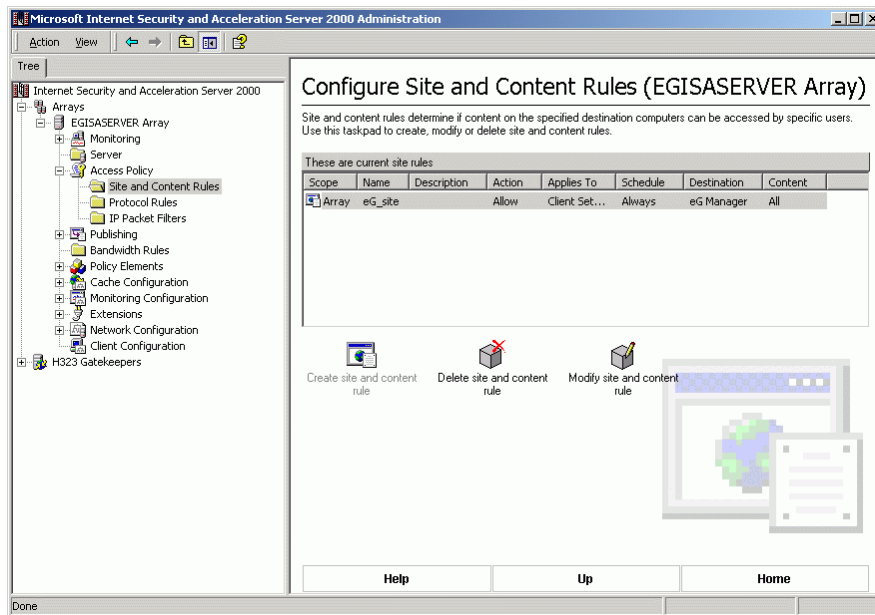 Microsoft Internet Security and Acceleration Server 2000 Administration
Action View
Tree
Internet Security and Acceleration Server 2000
Arrays
EGISASERVER Array
Monitoring
Server
Access Policy
Site and Content Rules
Protocol Rules
IP Packet Filters
Publishing
Bandwidth Rules
Policy Elements
Cache Configuration
Monitoring Configuration
Extensions
Network Configuration
Client Configuration
H323 Gatekeepers
Configure Site and Content Rules (EGISASERVER Array)
Site and content rules determine if content on the specified destination computers can be accessed by specific users.
Use this taskpad to create, modify or delete site and content rules.
These are current site rules
Scope Name Description Action Applies To Schedule Destination Content
Array eG_site Allow Client Set... Always eG Manager All
Create site and content
rule
Delete site and content
rule
Modify site and content
rule
Help Up Home
Done